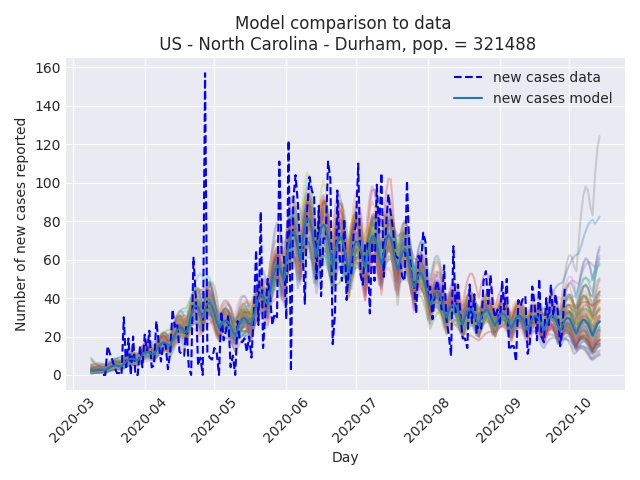 Model comparison to data
US - North Carolina - Durham, pop. = 321488
new cases data
new cases model
Number of new cases reported
160
140
120
100
80
60
40
20
0
2020-03
2020-04
2020-05
2020-06
2020-07
2020-08
2020-09
2020-10
Day